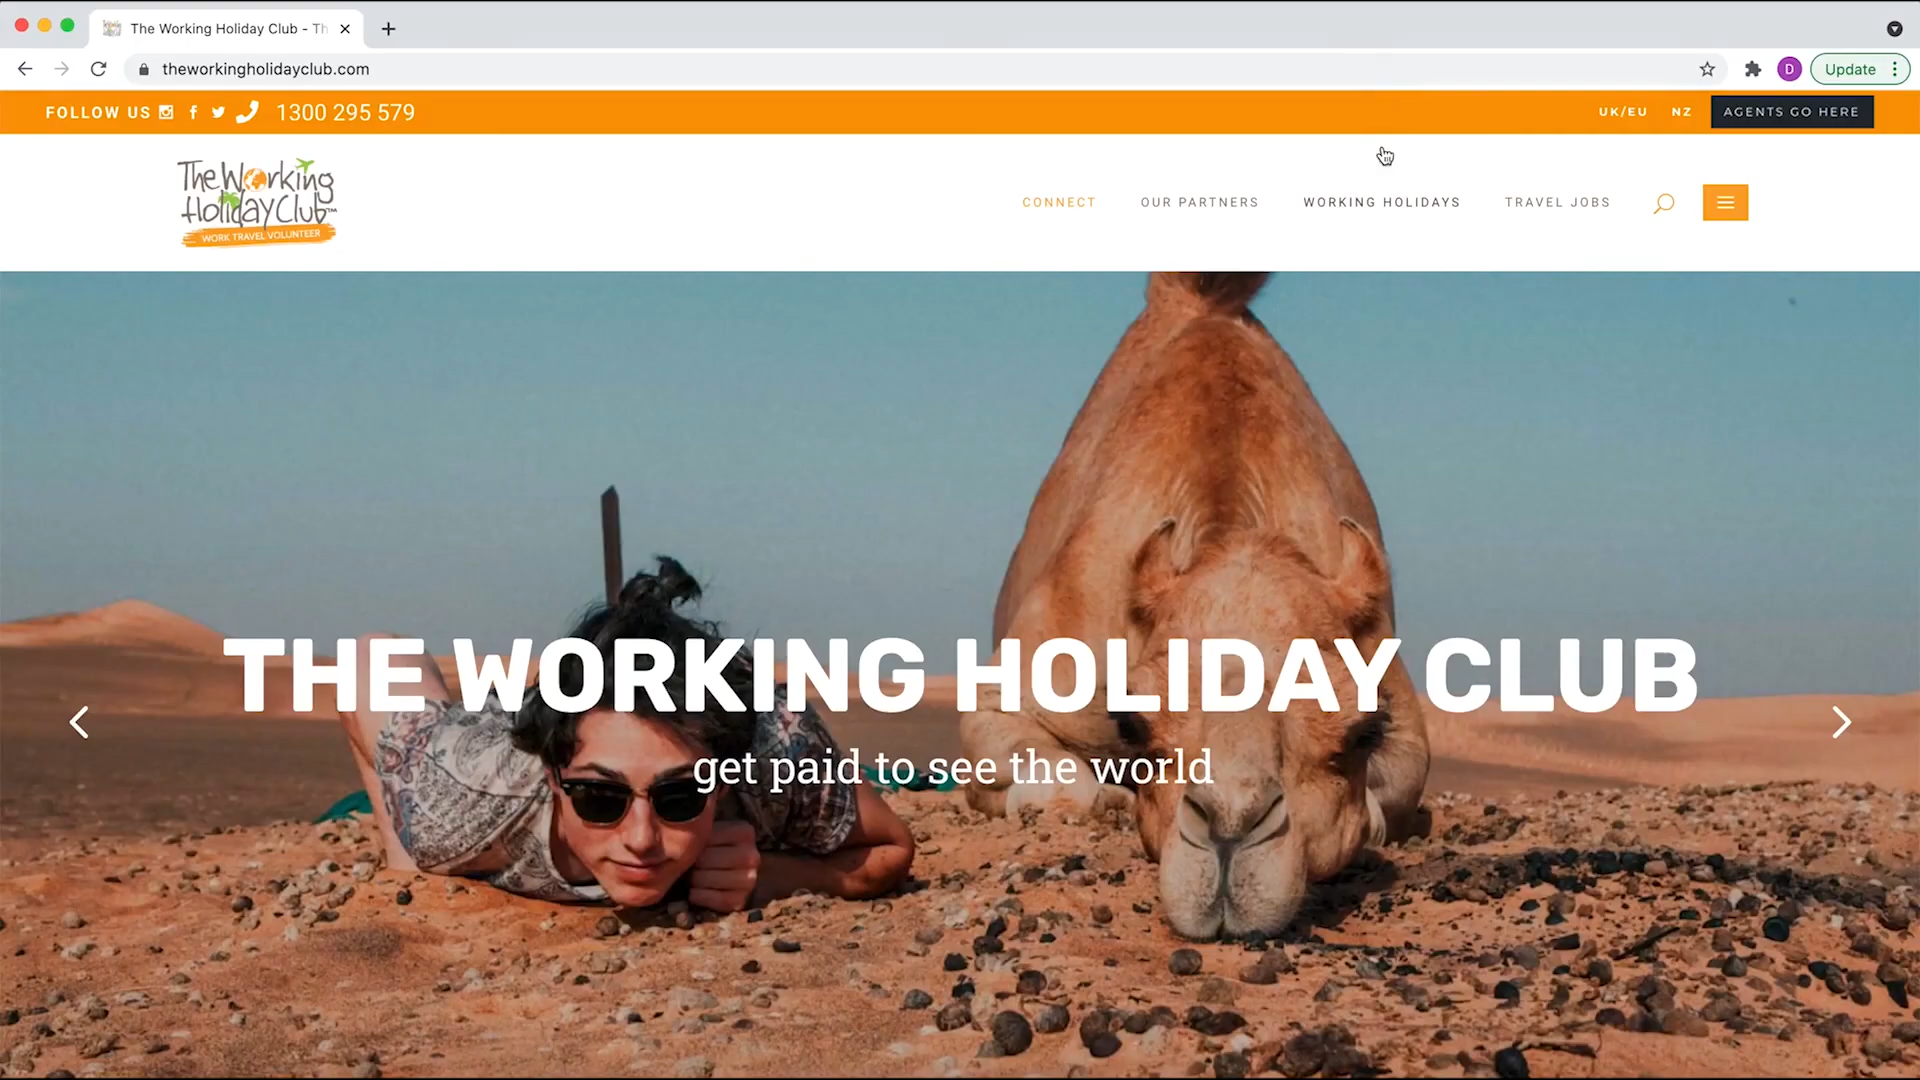 The Working Holiday Club - Th
theworkingholidayclub.com
D
Update
FOLLOW US
1300 295 579
UK/EU
NZ
AGENTS GO HERE
The Working
Holiday Club™
WORK TRAVEL VOLUNTEER
CONNECT
OUR PARTNERS
WORKING HOLIDAYS
TRAVEL JOBS
THE WORKING HOLIDAY CLUB
get paid to see the world